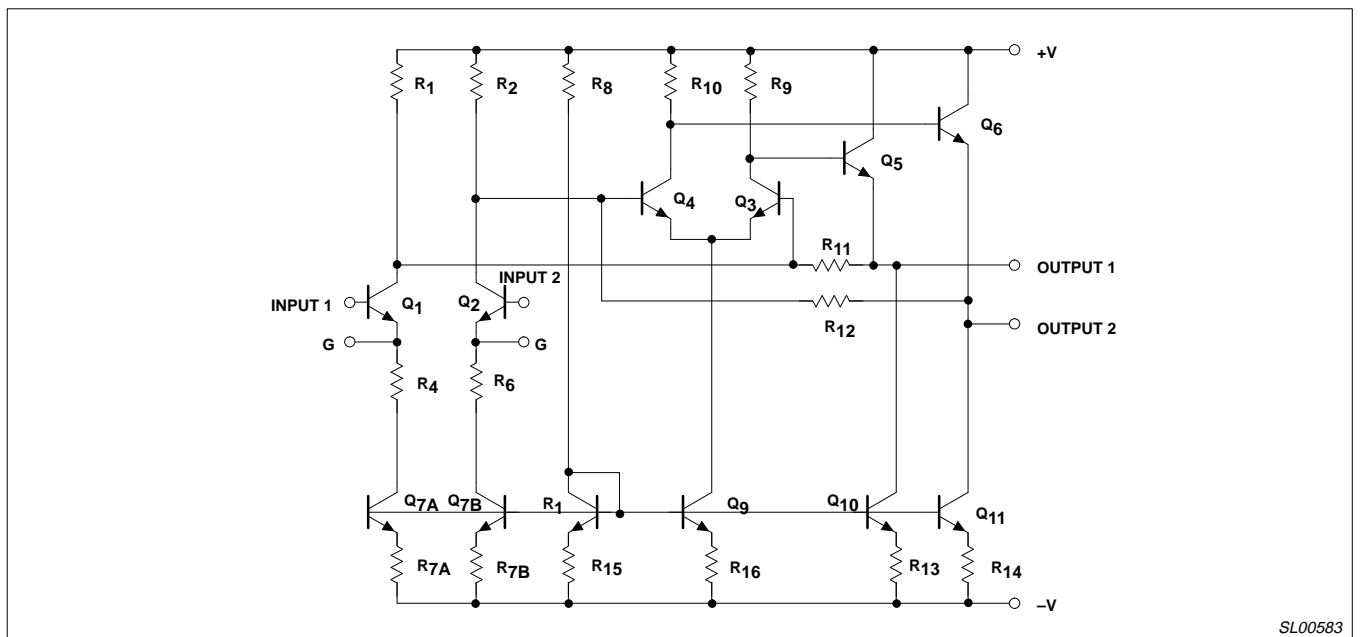 +V
R1 R2 R8 R10 R9
Q6
Q5
Q4 Q3
R11
OUTPUT 1
INPUT 2
INPUT 1 Q1 Q2
R12
OUTPUT 2
G G
R4 R6
Q7A Q7B R1 Q9 Q10 Q11
R7A R7B R15 R16 R13 R14
–V
SL00583